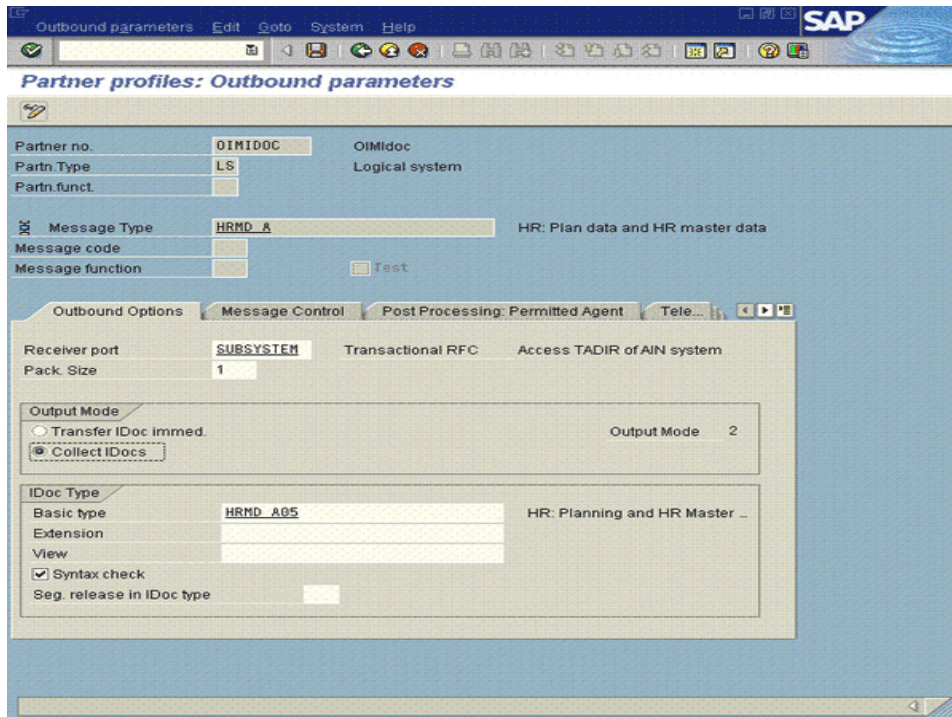 Outbound parameters Edit Goto System Help
SAP
Partner profiles: Outbound parameters
Partner no. OIMIDOC OIMIdoc
Partn.Type LS Logical system
Partn.funct.
Message Type HRMD_A HR: Plan data and HR master data
Message code
Message function Test
Outbound Options Message Control Post Processing: Permitted Agent Tele...
Receiver port SUBSYSTEM Transactional RFC Access TADIR of AIN system
Pack. Size 1
Output Mode
Transfer IDoc immed. Output Mode 2
Collect IDocs
IDoc Type
Basic type HRMD_A05 HR: Planning and HR Master ...
Extension
View
Syntax check
Seg. release in IDoc type